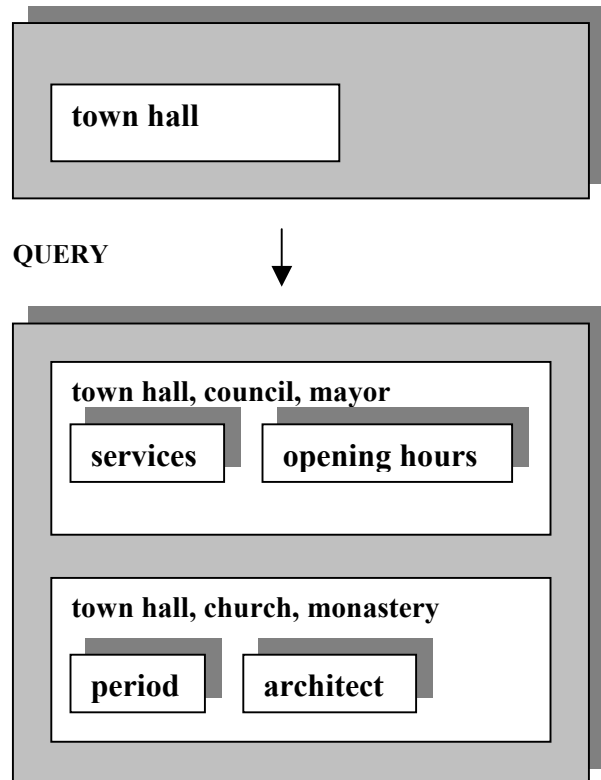 town hall
QUERY
town hall, council, mayor
services opening hours
town hall, church, monastery
period architect